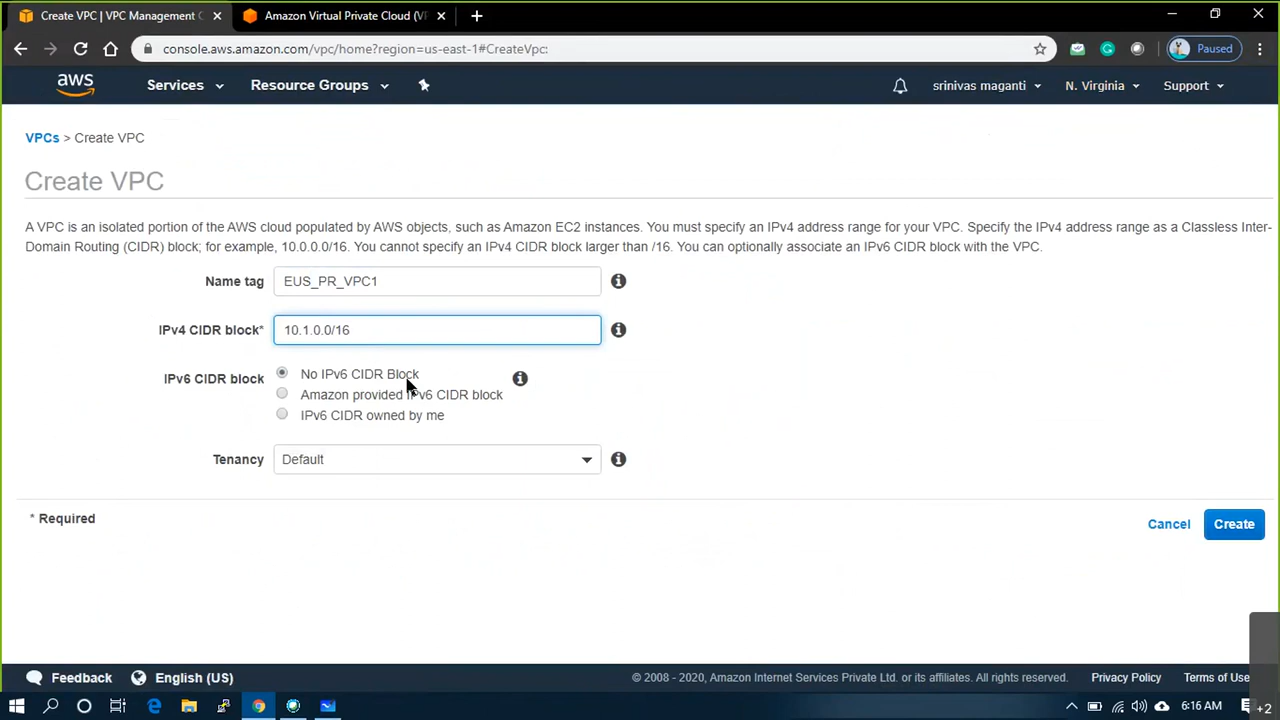 Create VPC | VPC Management C
Amazon Virtual Private Cloud (VP
console.aws.amazon.com/vpc/home?region=us-east-1#CreateVpc:
Paused
aws
Services
Resource Groups
srinivas maganti
N. Virginia
Support
VPCs > Create VPC
Create VPC
A VPC is an isolated portion of the AWS cloud populated by AWS objects, such as Amazon EC2 instances. You must specify an IPv4 address range for your VPC. Specify the IPv4 address range as a Classless Inter-
Domain Routing (CIDR) block; for example, 10.0.0.0/16. You cannot specify an IPv4 CIDR block larger than /16. You can optionally associate an IPv6 CIDR block with the VPC.
Name tag
EUS_PR_VPC1
IPv4 CIDR block*
10.1.0.0/16
IPv6 CIDR block
No IPv6 CIDR Block
Amazon provided IPv6 CIDR block
IPv6 CIDR owned by me
Tenancy
Default
* Required
Cancel
Create
Feedback
English (US)
© 2008 - 2020, Amazon Internet Services Private Ltd. or its affiliates. All rights reserved.
Privacy Policy
Terms of Use
6:16 AM
+2